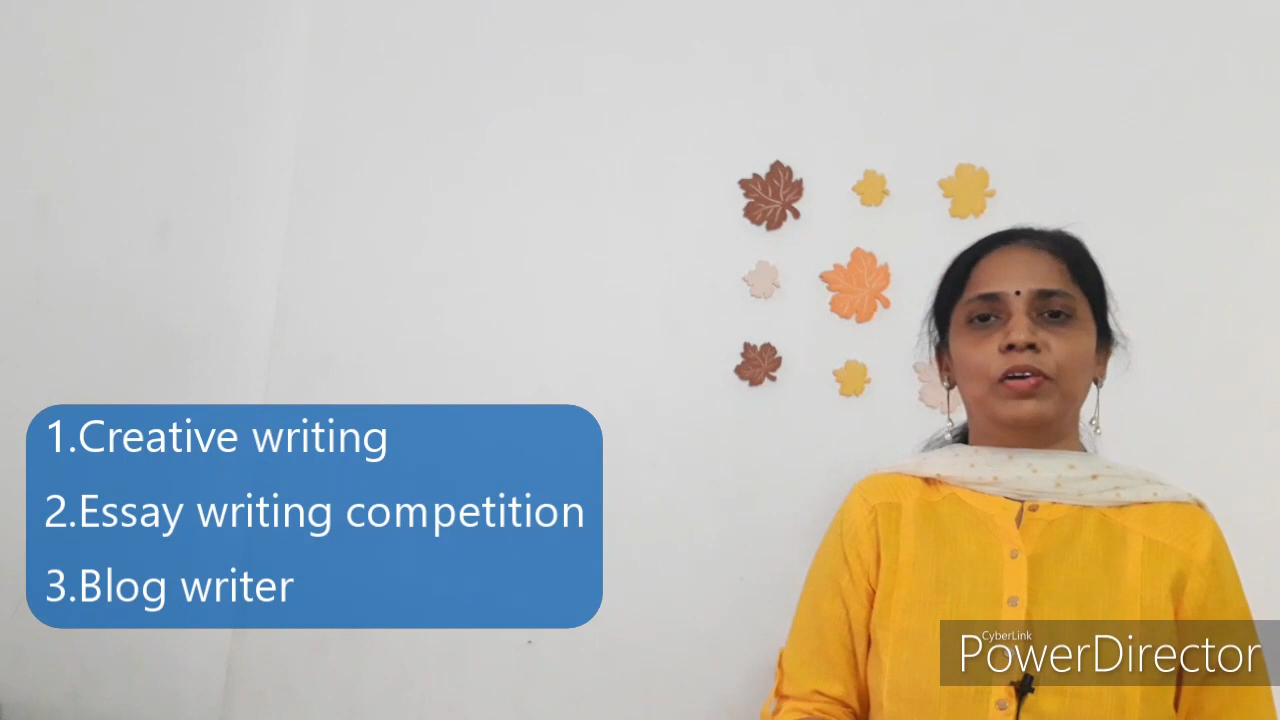 1.Creative writing
2.Essay writing competition
3.Blog writer
CyberLink
PowerDirector